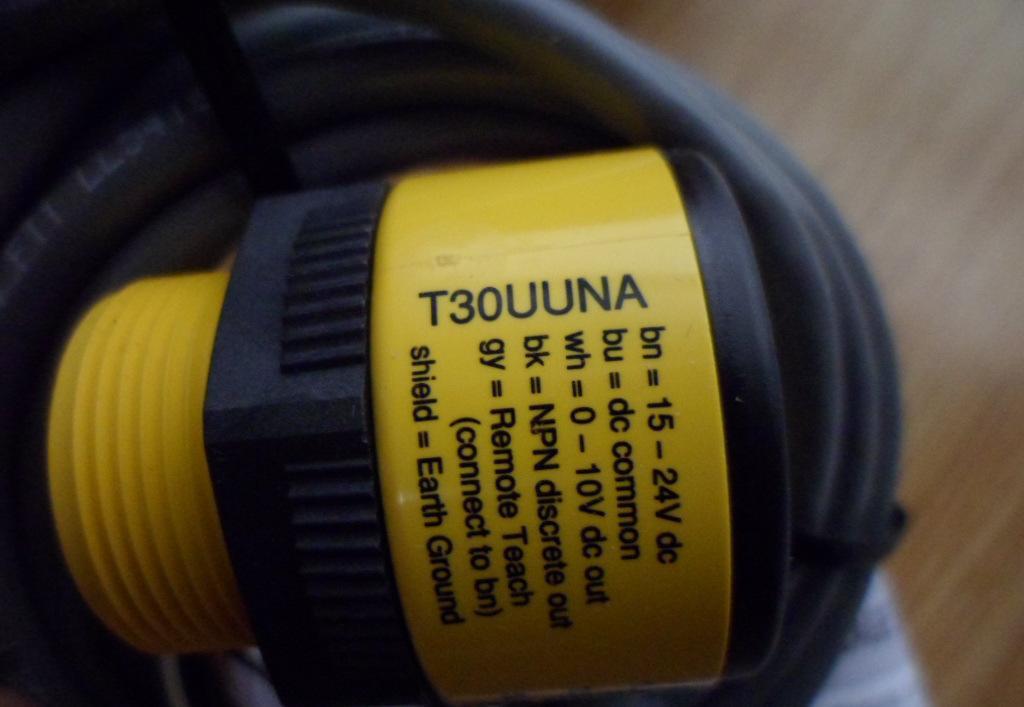 T30UUNA
bn = 15 – 24V dc
bu = dc common
wh = 0 – 10V dc out
bk = NPN discrete out
gy = Remote Teach
(connect to bn)
shield = Earth Ground